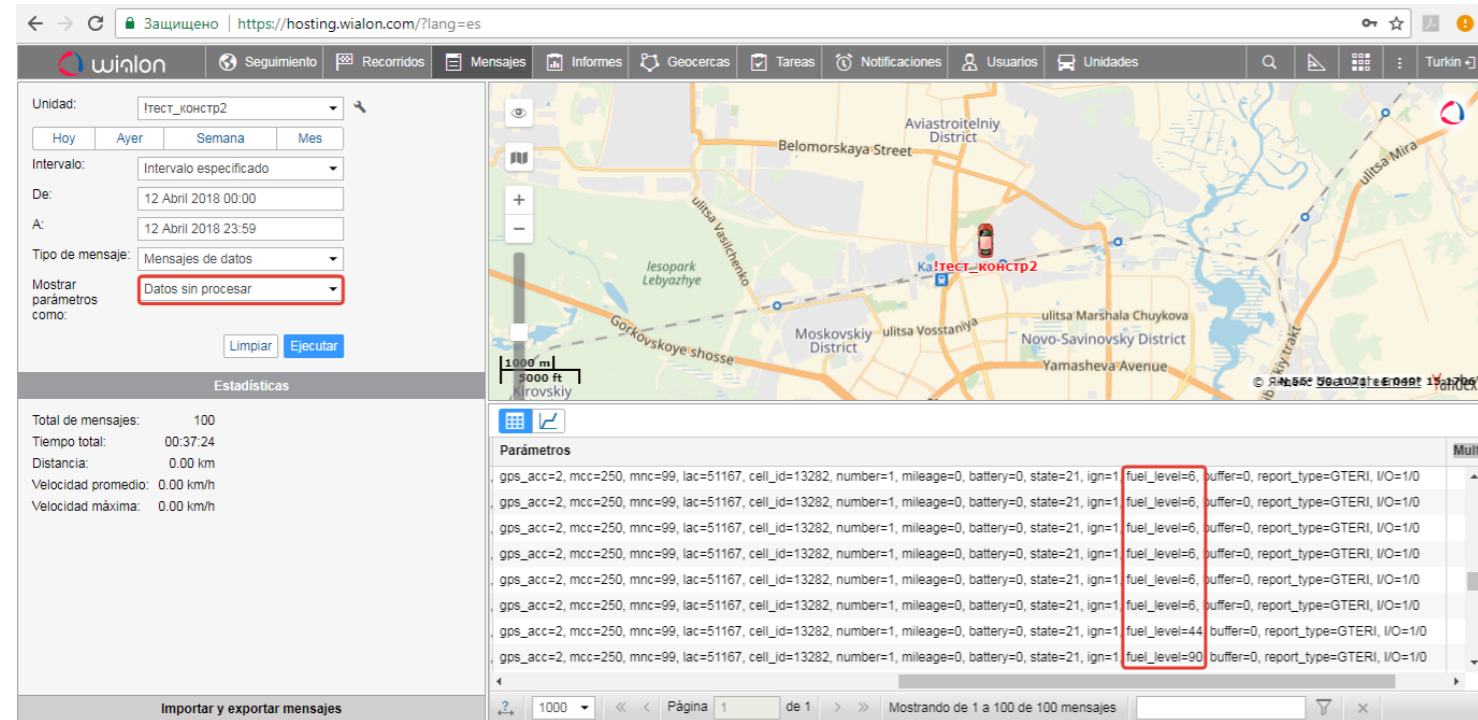 Защищено | https://hosting.wialon.com/?lang=es
wialon Seguimiento Recorridos Mensajes Informes Geocercas Tareas Notificaciones Usuarios Unidades Turkin
Unidad: !тест_констр2
Hoy Ayer Semana Mes
Intervalo: Intervalo especificado
De: 12 Abril 2018 00:00
A: 12 Abril 2018 23:59
Tipo de mensaje: Mensajes de datos
Mostrar parámetros como: Datos sin procesar
Limpiar Ejecutar
Estadísticas
Total de mensajes: 100
Tiempo total: 00:37:24
Distancia: 0.00 km
Velocidad promedio: 0.00 km/h
Velocidad máxima: 0.00 km/h
Importar y exportar mensajes
Aviastroitelniy
District
Belomorskaya Street
ulitsa Mira
ulitsa Vasilchenko
lesopark
Lebyazhye
!тест_констр2
Gorkovskoye shosse
Moskovskiy
District
ulitsa Vosstaniya
ulitsa Marshala Chuykova
Novo-Savinovsky District
Yamasheva Avenue
1000 m
5000 ft
Kirovskiy
Parámetros Mult
, gps_acc=2, mcc=250, mnc=99, lac=51167, cell_id=13282, number=1, mileage=0, battery=0, state=21, ign=1, fuel_level=6, buffer=0, report_type=GTERI, I/O=1/0
, gps_acc=2, mcc=250, mnc=99, lac=51167, cell_id=13282, number=1, mileage=0, battery=0, state=21, ign=1, fuel_level=6, buffer=0, report_type=GTERI, I/O=1/0
, gps_acc=2, mcc=250, mnc=99, lac=51167, cell_id=13282, number=1, mileage=0, battery=0, state=21, ign=1, fuel_level=6, buffer=0, report_type=GTERI, I/O=1/0
, gps_acc=2, mcc=250, mnc=99, lac=51167, cell_id=13282, number=1, mileage=0, battery=0, state=21, ign=1, fuel_level=6, buffer=0, report_type=GTERI, I/O=1/0
, gps_acc=2, mcc=250, mnc=99, lac=51167, cell_id=13282, number=1, mileage=0, battery=0, state=21, ign=1, fuel_level=6, buffer=0, report_type=GTERI, I/O=1/0
, gps_acc=2, mcc=250, mnc=99, lac=51167, cell_id=13282, number=1, mileage=0, battery=0, state=21, ign=1, fuel_level=6, buffer=0, report_type=GTERI, I/O=1/0
, gps_acc=2, mcc=250, mnc=99, lac=51167, cell_id=13282, number=1, mileage=0, battery=0, state=21, ign=1, fuel_level=44, buffer=0, report_type=GTERI, I/O=1/0
, gps_acc=2, mcc=250, mnc=99, lac=51167, cell_id=13282, number=1, mileage=0, battery=0, state=21, ign=1, fuel_level=90, buffer=0, report_type=GTERI, I/O=1/0
1000 Página 1 de 1 Mostrando de 1 a 100 de 100 mensajes